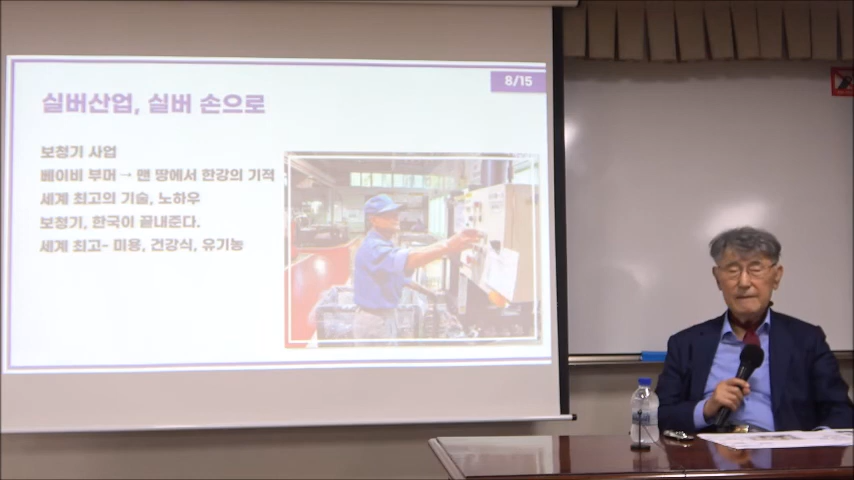 8/15
실버산업, 실버 손으로
보청기 사업
베이비 부머 → 맨 땅에서 한강의 기적
세계 최고의 기술, 노하우
보청기, 한국이 끝내준다.
세계 최고- 미용, 건강식, 유기농